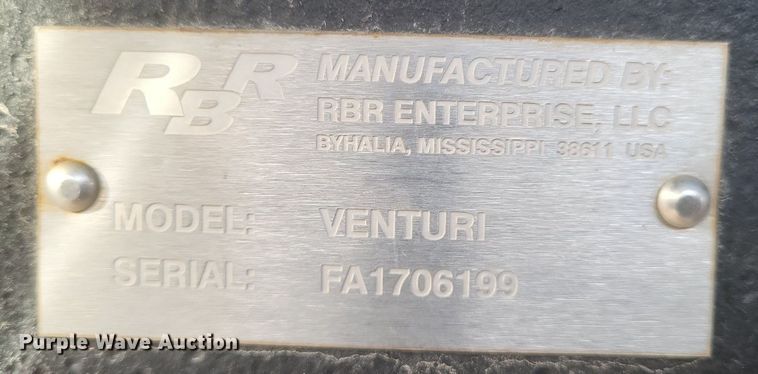 RBR
MANUFACTURED BY:
RBR ENTERPRISE, LLC
BYHALIA, MISSISSIPPI 38611 USA
MODEL: VENTURI
SERIAL: FA1706199
Purple Wave Auction